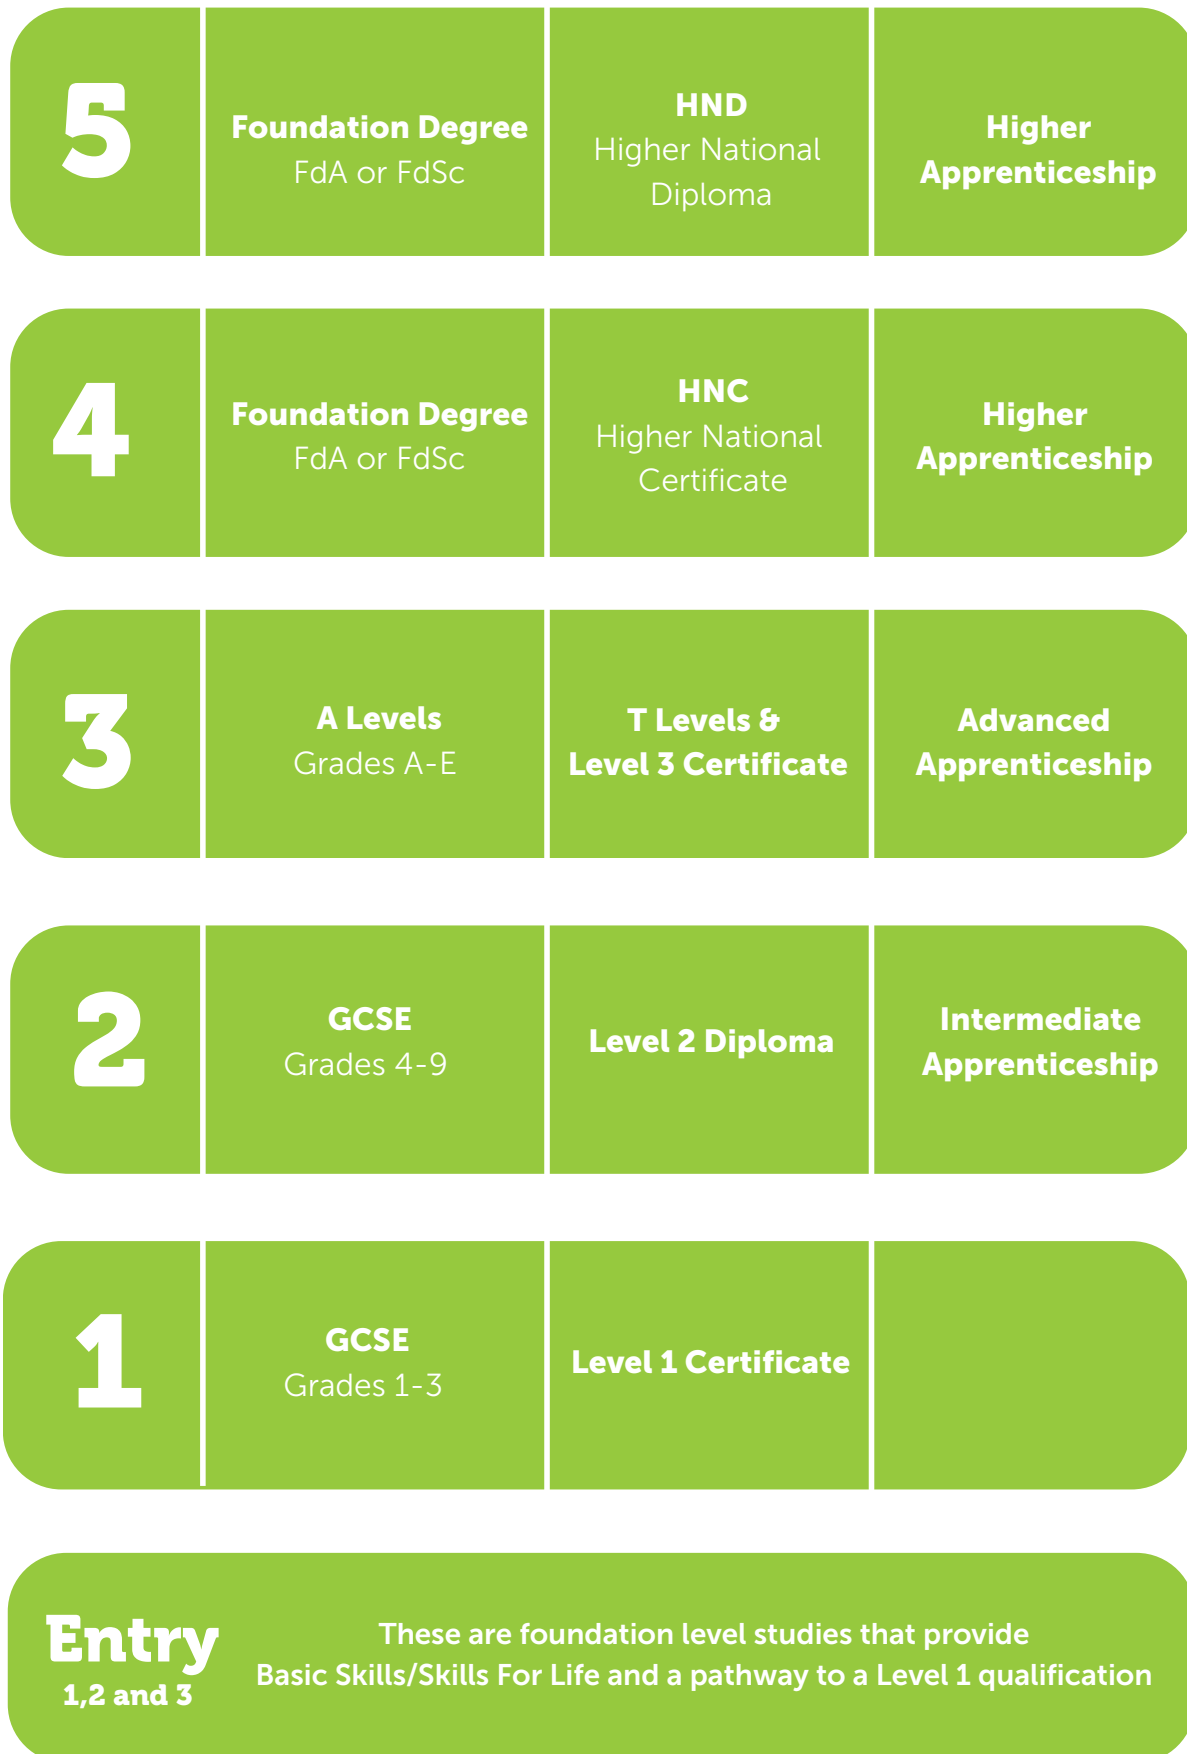 5
Foundation Degree
FdA or FdSc
HND
Higher National
Diploma
Higher
Apprenticeship
4
Foundation Degree
FdA or FdSc
HNC
Higher National
Certificate
Higher
Apprenticeship
3
A Levels
Grades A-E
T Levels &
Level 3 Certificate
Advanced
Apprenticeship
2
GCSE
Grades 4-9
Level 2 Diploma
Intermediate
Apprenticeship
1
GCSE
Grades 1-3
Level 1 Certificate
Entry
1,2 and 3
These are foundation level studies that provide
Basic Skills/Skills For Life and a pathway to a Level 1 qualification